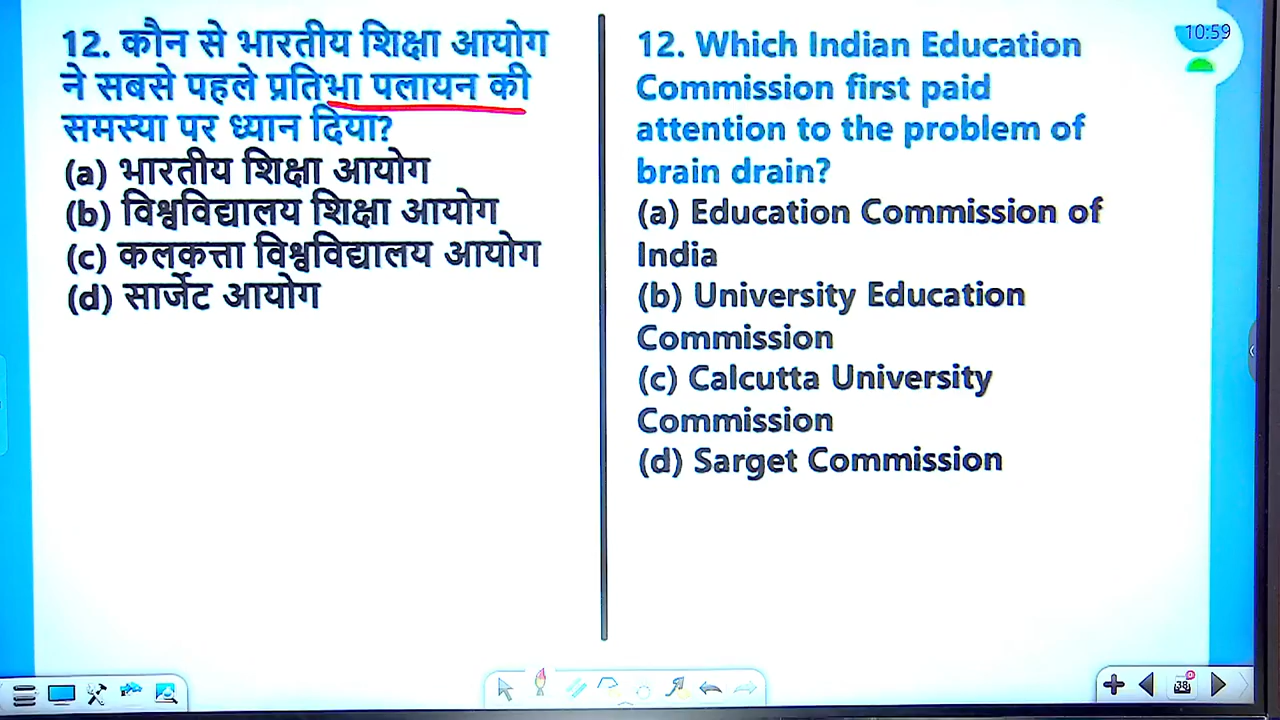 12. कौन से भारतीय शिक्षा आयोग
ने सबसे पहले प्रतिभा पलायन की
समस्या पर ध्यान दिया?
(a) भारतीय शिक्षा आयोग
(b) विश्वविद्यालय शिक्षा आयोग
(c) कलकत्ता विश्वविद्यालय आयोग
(d) सार्जेट आयोग
12. Which Indian Education
Commission first paid
attention to the problem of
brain drain?
(a) Education Commission of
India
(b) University Education
Commission
(c) Calcutta University
Commission
(d) Sarget Commission
10:59
38